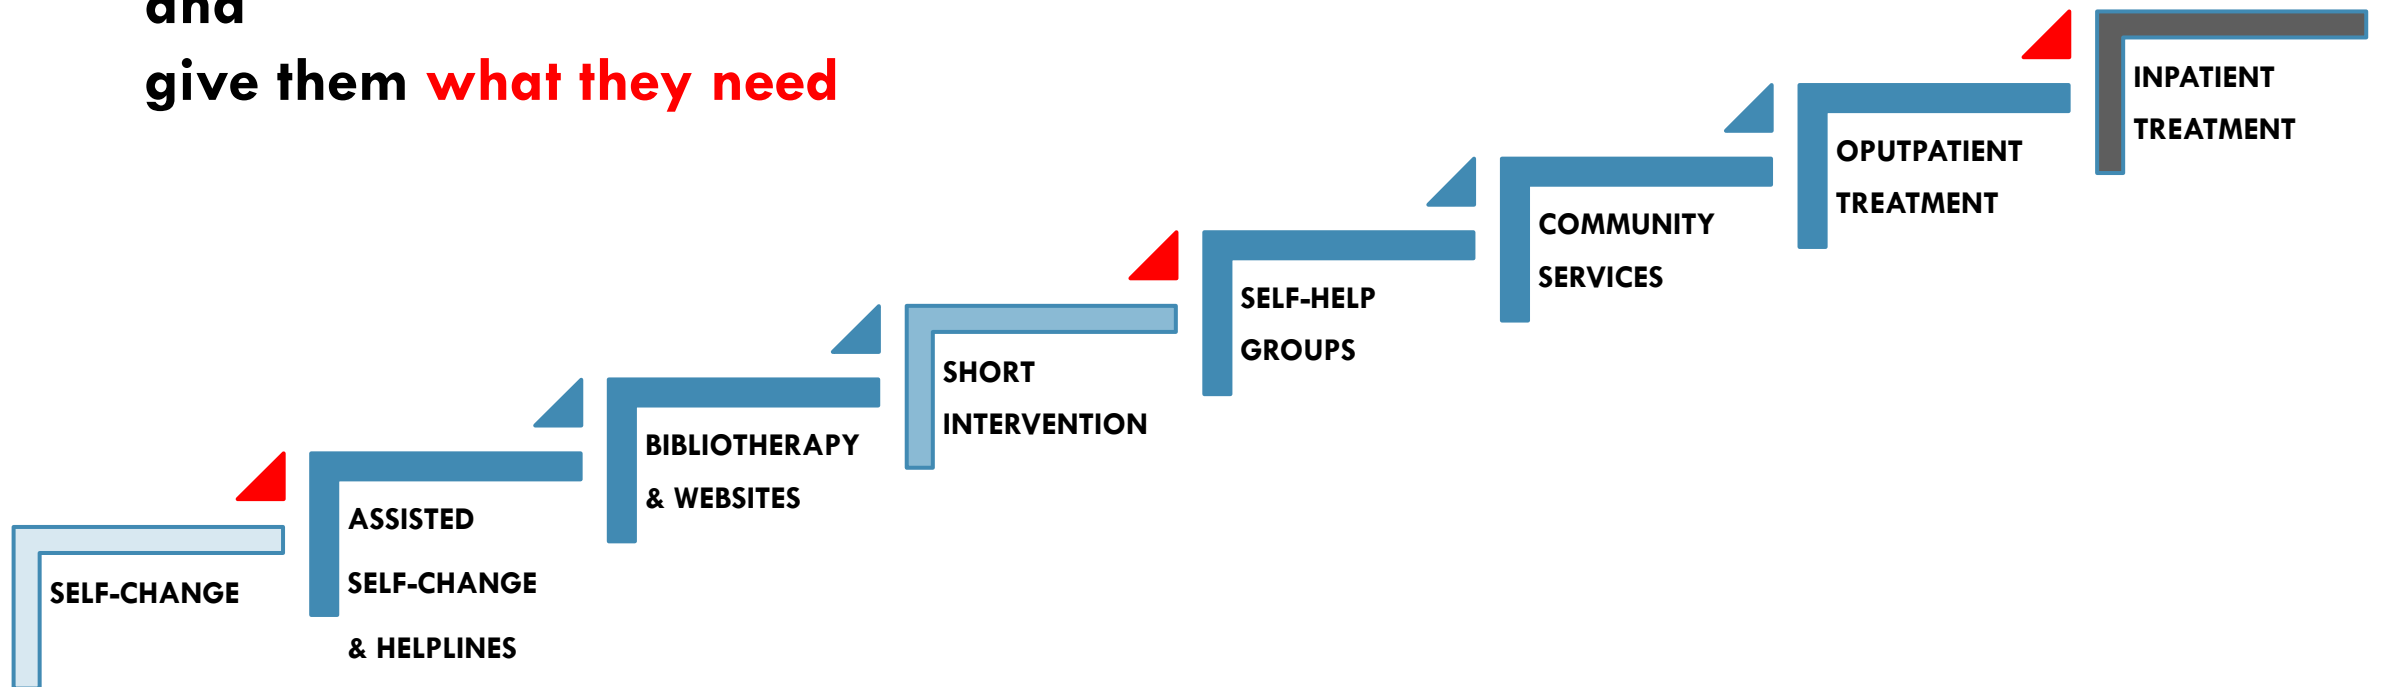 and
give them what they need
SELF-CHANGE
ASSISTED
SELF-CHANGE
& HELPLINES
BIBLIOTHERAPY
& WEBSITES
SHORT
INTERVENTION
SELF-HELP
GROUPS
COMMUNITY
SERVICES
OPUTPATIENT
TREATMENT
INPATIENT
TREATMENT